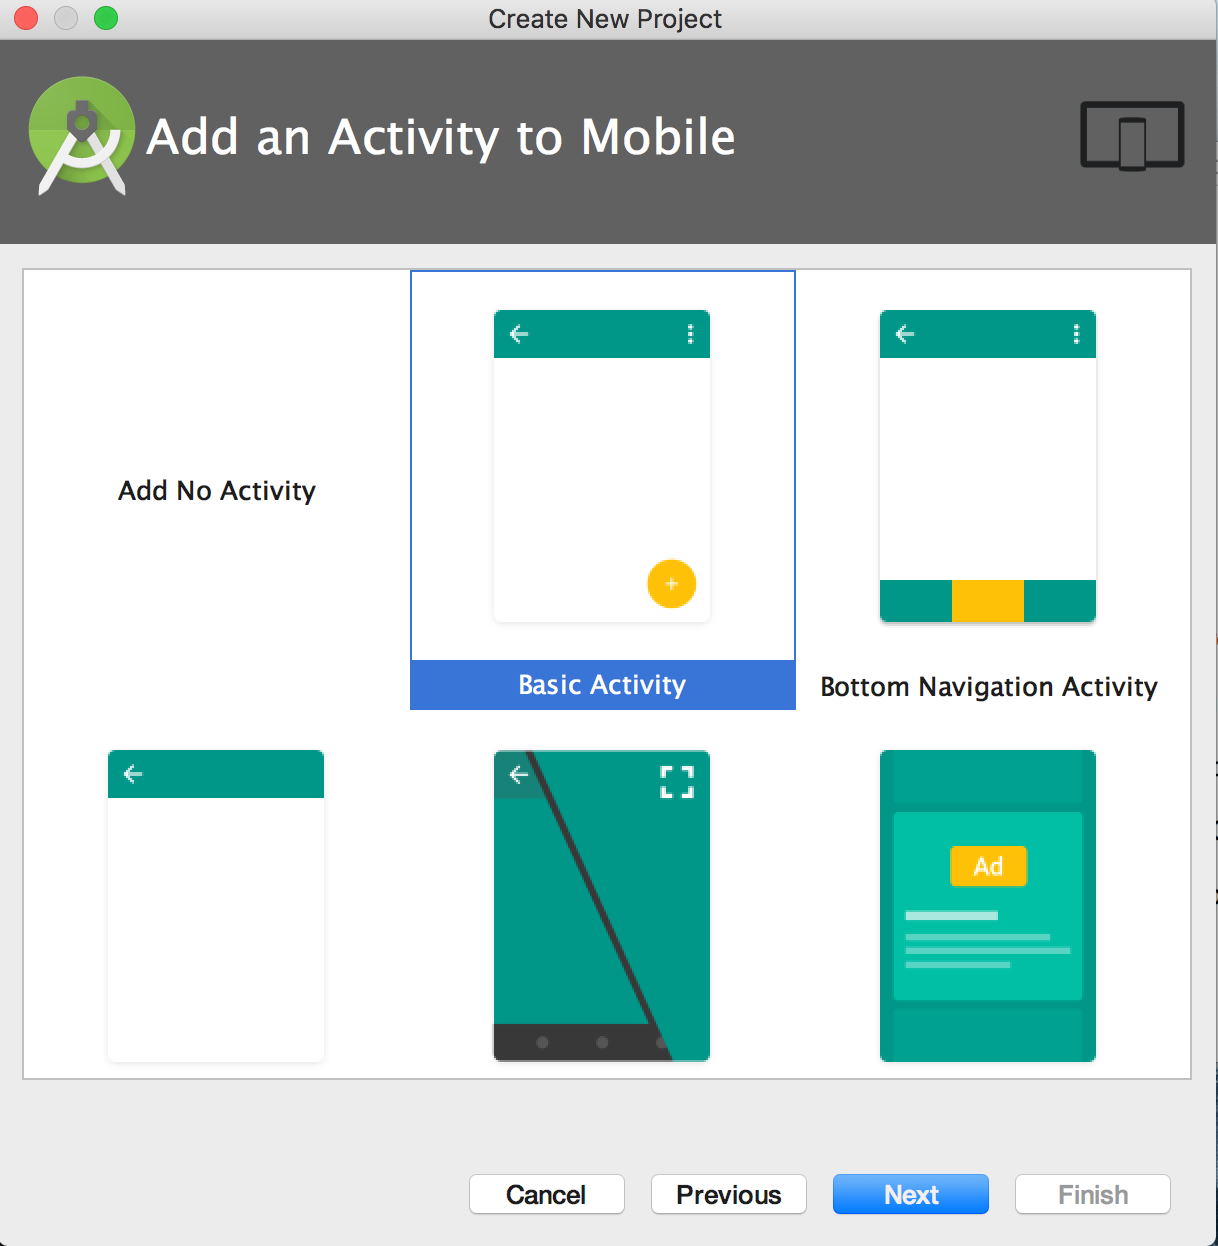 Create New Project
Add an Activity to Mobile
Add No Activity
Basic Activity
Bottom Navigation Activity
Ad
Cancel
Previous
Next
Finish